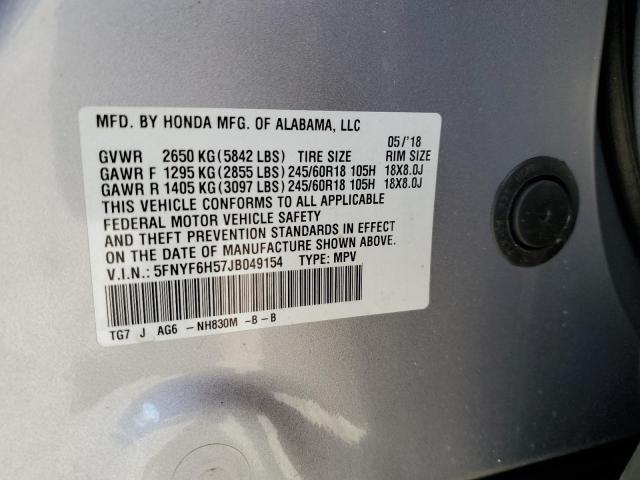 MFD. BY HONDA MFG. OF ALABAMA, LLC
05/'18
GVWR 2650 KG (5842 LBS) TIRE SIZE RIM SIZE
GAWR F 1295 KG (2855 LBS) 245/60R18 105H 18X8.0J
GAWR R 1405 KG (3097 LBS) 245/60R18 105H 18X8.0J
THIS VEHICLE CONFORMS TO ALL APPLICABLE
FEDERAL MOTOR VEHICLE SAFETY
AND THEFT PREVENTION STANDARDS IN EFFECT
ON THE DATE OF MANUFACTURE SHOWN ABOVE.
V.I.N.: 5FNYF6H57JB049154 TYPE: MPV
TG7 J AG6 -NH830M -B-B